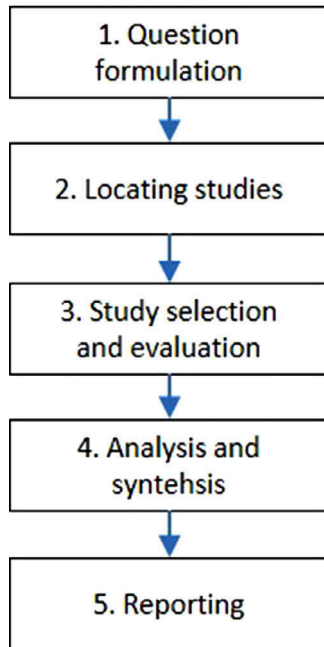 1. Question
formulation
2. Locating studies
3. Study selection
and evaluation
4. Analysis and
syntehsis
5. Reporting